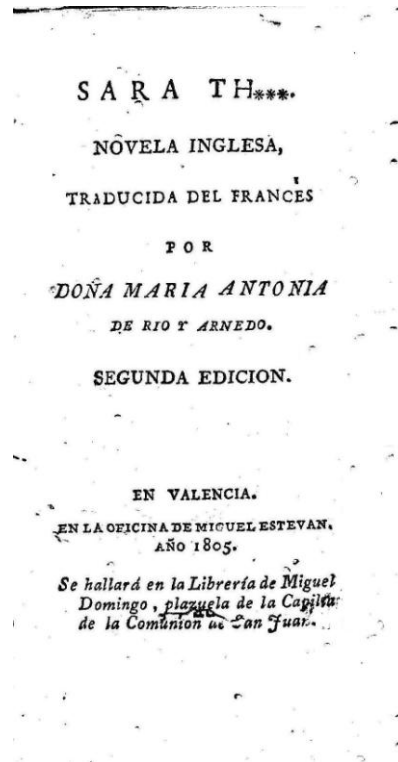 SARA TH***.
NOVELA INGLESA,
TRADUCIDA DEL FRANCES
POR
DOÑA MARIA ANTONIA
DE RIO Y ARNEDO.
SEGUNDA EDICION.
EN VALENCIA.
EN LA OFICINA DE MIGUEL ESTEVAN.
AÑO 1805.
Se hallará en la Librería de Miguel
Domingo, plazuela de la Capilla
de la Comunion de San Juan.